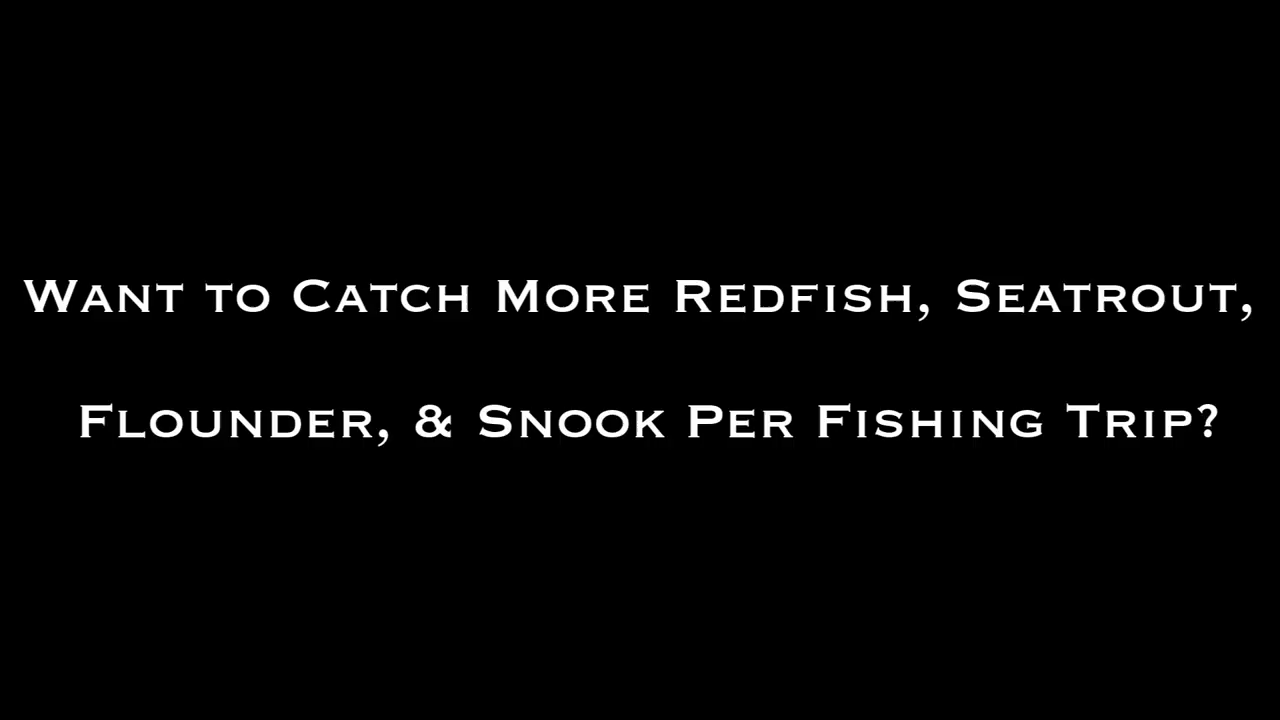 Want to Catch More Redfish, Seatrout,
Flounder, & Snook Per Fishing Trip?